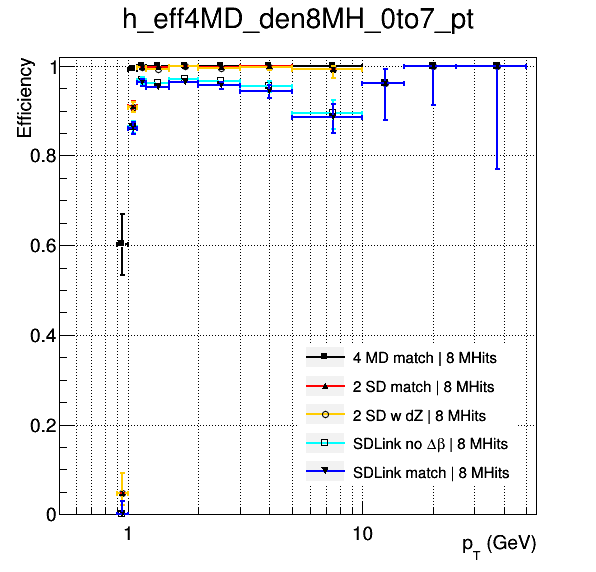 h_eff4MD_den8MH_0to7_pt
Efficiency
1
0.8
0.6
0.4
0.2
0
4 MD match | 8 MHits
2 SD match | 8 MHits
2 SD w dZ | 8 MHits
SDLink no Δβ | 8 MHits
SDLink match | 8 MHits
1 10
p_T (GeV)